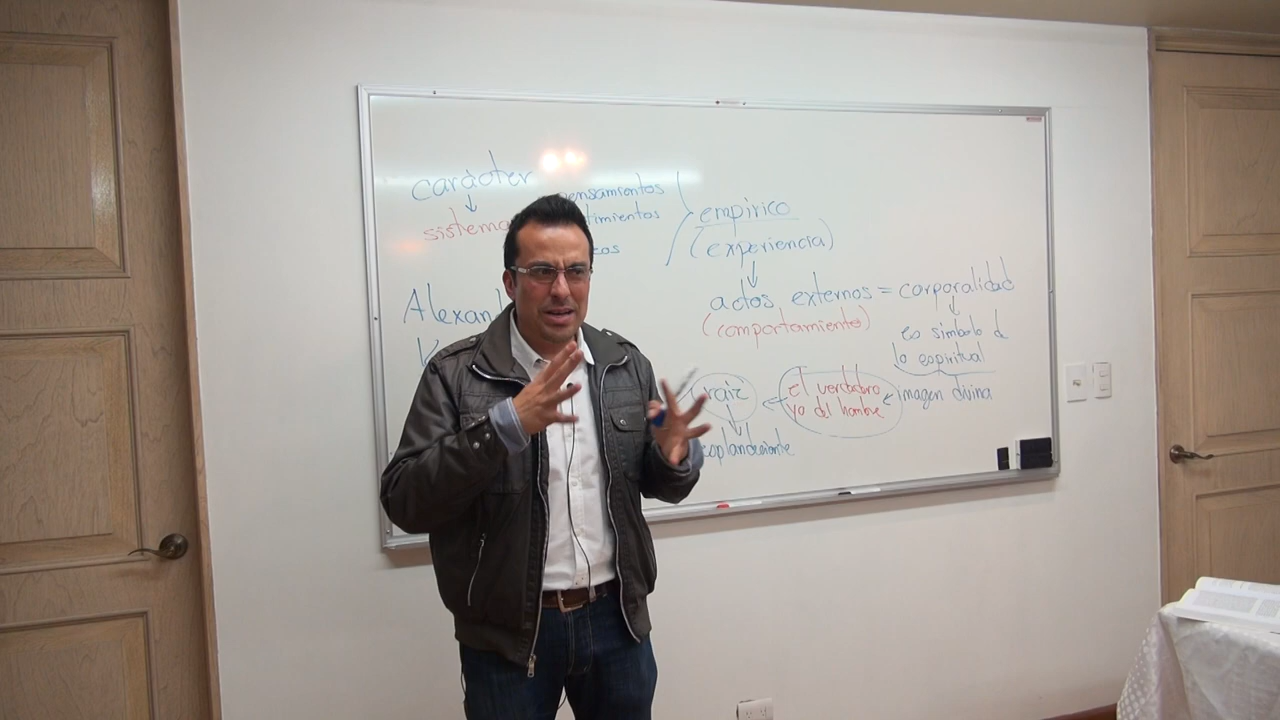 carácter
sistema
pensamientos
timientos
cos
empírico
(experiencia)
actos externos = corporalidad
(comportamiento)
es símbolo d
lo espiritual
imagen divina
el verdadero
yo del hombre
raíz
Alexan